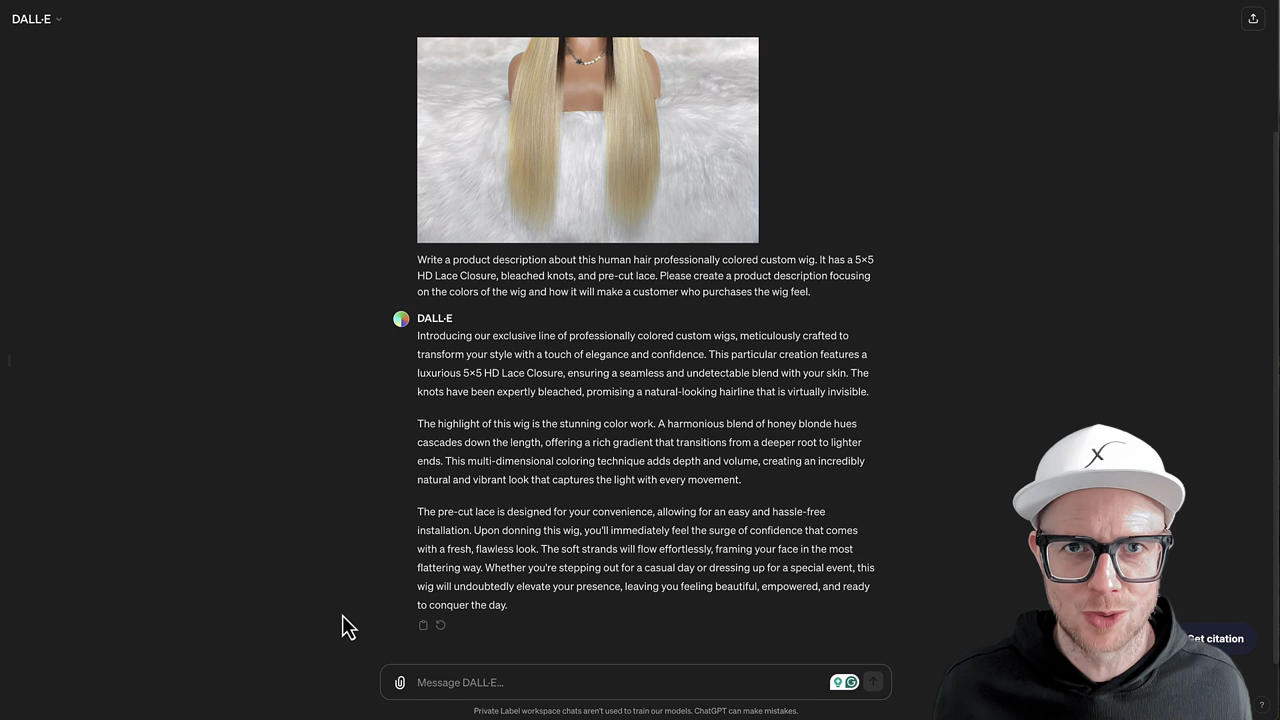 DALL·E
Write a product description about this human hair professionally colored custom wig. It has a 5×5
HD Lace Closure, bleached knots, and pre-cut lace. Please create a product description focusing
on the colors of the wig and how it will make a customer who purchases the wig feel.
DALL·E
Introducing our exclusive line of professionally colored custom wigs, meticulously crafted to
transform your style with a touch of elegance and confidence. This particular creation features a
luxurious 5×5 HD Lace Closure, ensuring a seamless and undetectable blend with your skin. The
knots have been expertly bleached, promising a natural-looking hairline that is virtually invisible.
The highlight of this wig is the stunning color work. A harmonious blend of honey blonde hues
cascades down the length, offering a rich gradient that transitions from a deeper root to lighter
ends. This multi-dimensional coloring technique adds depth and volume, creating an incredibly
natural and vibrant look that captures the light with every movement.
The pre-cut lace is designed for your convenience, allowing for an easy and hassle-free
installation. Upon donning this wig, you'll immediately feel the surge of confidence that comes
with a fresh, flawless look. The soft strands will flow effortlessly, framing your face in the most
flattering way. Whether you're stepping out for a casual day or dressing up for a special event, this
wig will undoubtedly elevate your presence, leaving you feeling beautiful, empowered, and ready
to conquer the day.
X
Get citation
Message DALL·E...
Private Label workspace chats aren't used to train our models. ChatGPT can make mistakes.
?